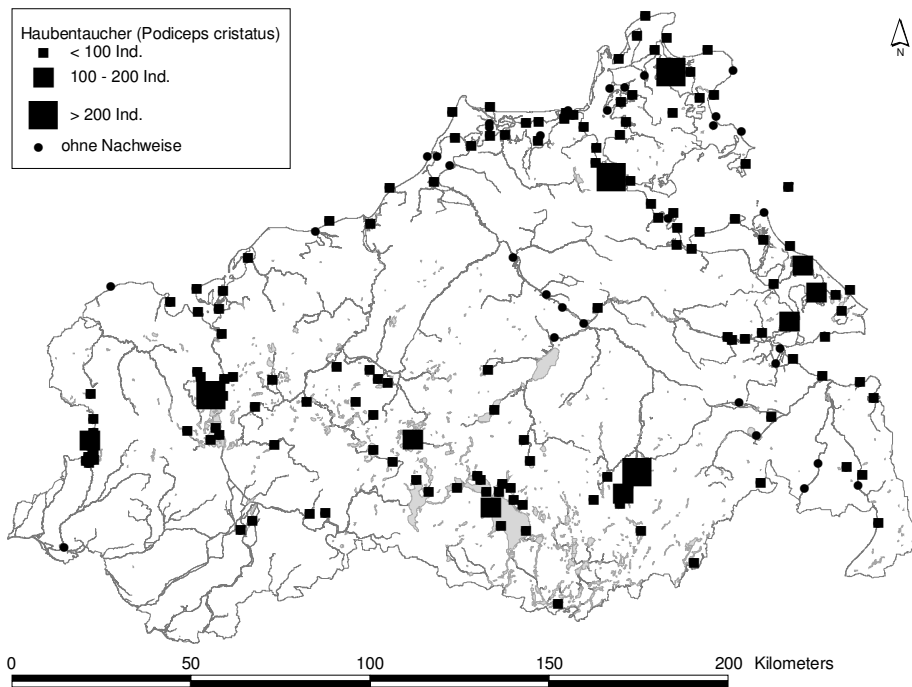 Haubentaucher (Podiceps cristatus)
< 100 Ind.
100 - 200 Ind.
> 200 Ind.
ohne Nachweise
N
0 50 100 150 200 Kilometers